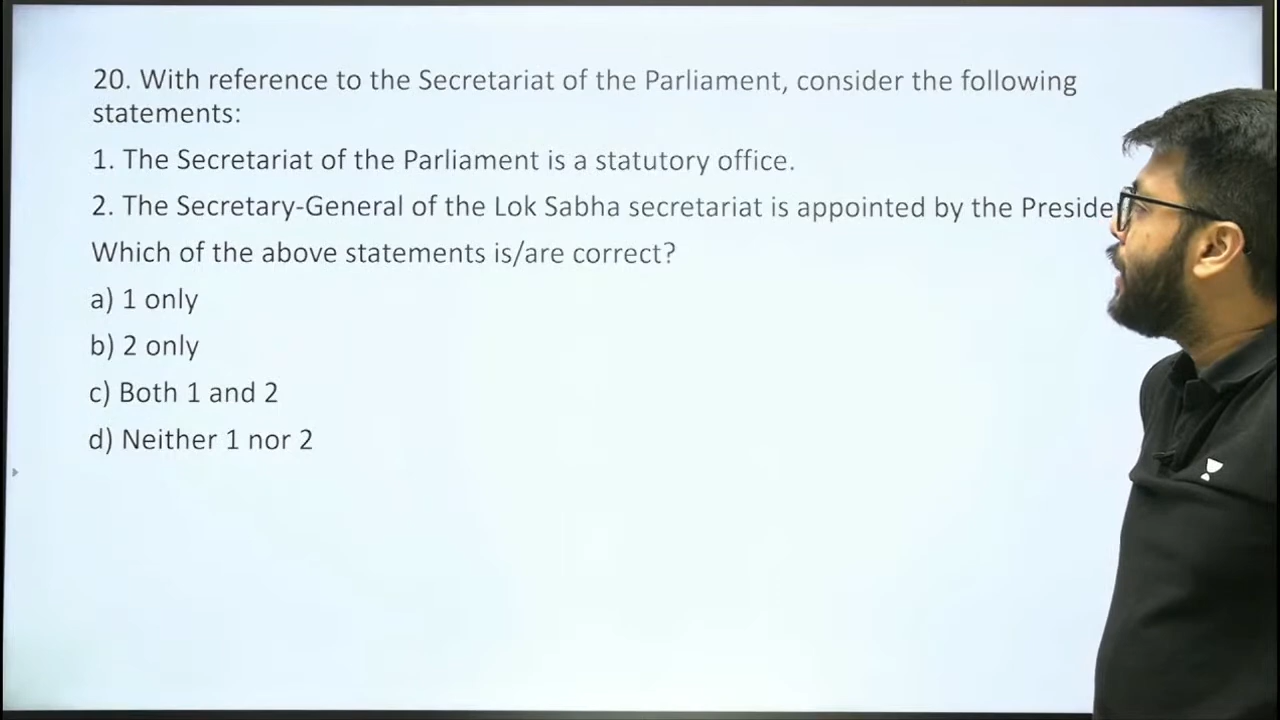 20. With reference to the Secretariat of the Parliament, consider the following
statements:
1. The Secretariat of the Parliament is a statutory office.
2. The Secretary-General of the Lok Sabha secretariat is appointed by the
Which of the above statements is/are correct?
a) 1 only
b) 2 only
c) Both 1 and 2
d) Neither 1 nor 2